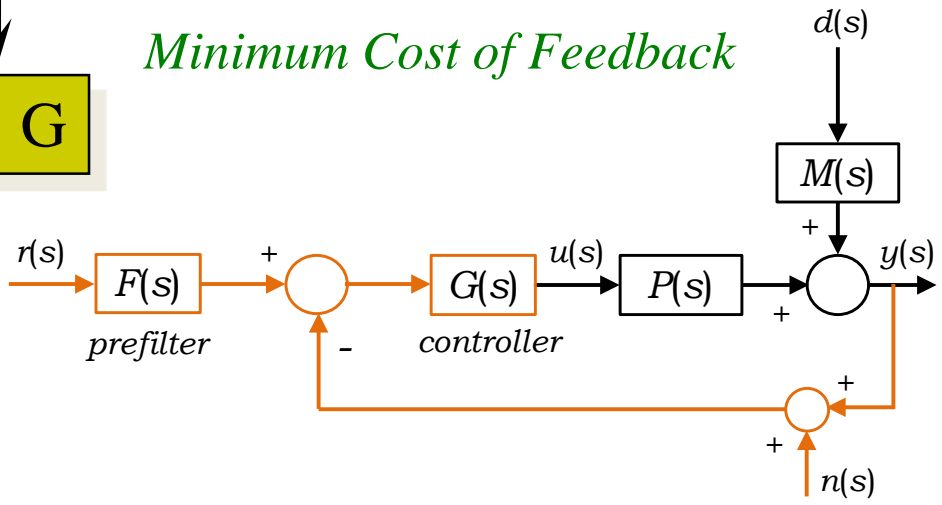 Minimum Cost of Feedback
d(s)
G
M(s)
+
r(s)
F(s)
+
G(s)
u(s)
P(s)
y(s)
+
prefilter
-
controller
+
+
n(s)